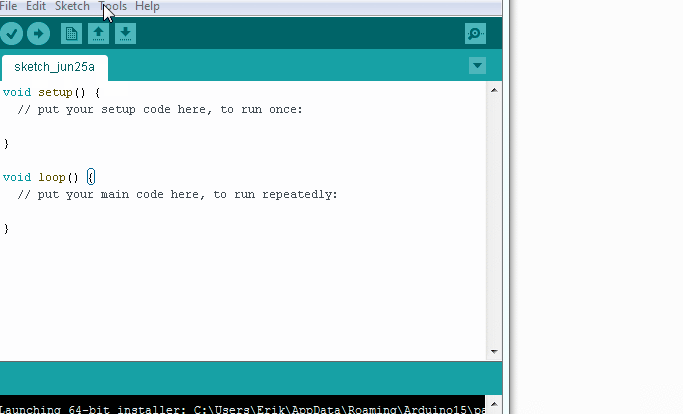 File Edit Sketch Tools Help
sketch_jun25a
void setup() {
// put your setup code here, to run once:
}
void loop() {
// put your main code here, to run repeatedly:
}
Launching 64-bit installer: C:\Users\Erik\AppData\Roaming\Arduino15\pa